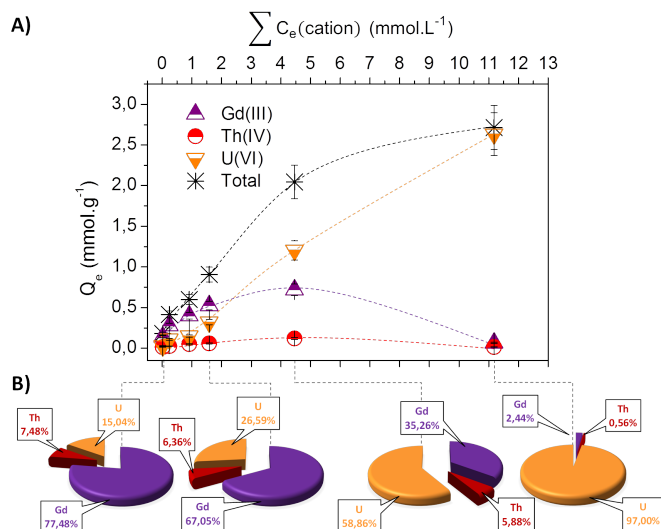 A)
∑ Ce(cation) (mmol.L-1)
0 1 2 3 4 5 6 7 8 9 10 11 12 13
3,0
2,5
2,0
1,5
1,0
0,5
0,0
Qe (mmol.g-1)
Gd(III)
Th(IV)
U(VI)
Total
B)
Th
7,48%
U
15,04%
Gd
77,48%
Th
6,36%
U
26,59%
Gd
67,05%
Gd
35,26%
U
58,86%
Th
5,88%
Gd
2,44%
Th
0,56%
U
97,00%